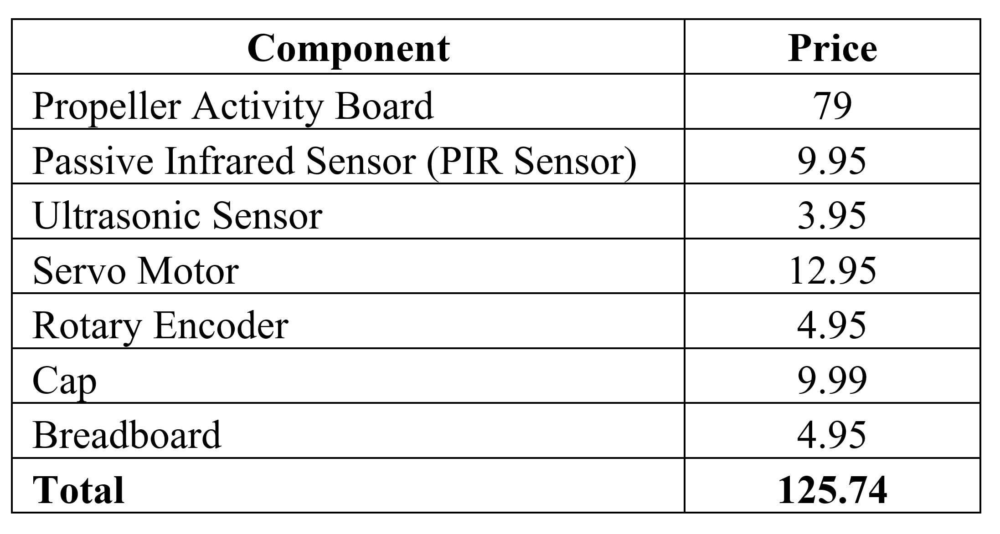 Component Price
Propeller Activity Board 79
Passive Infrared Sensor (PIR Sensor) 9.95
Ultrasonic Sensor 3.95
Servo Motor 12.95
Rotary Encoder 4.95
Cap 9.99
Breadboard 4.95
Total 125.74